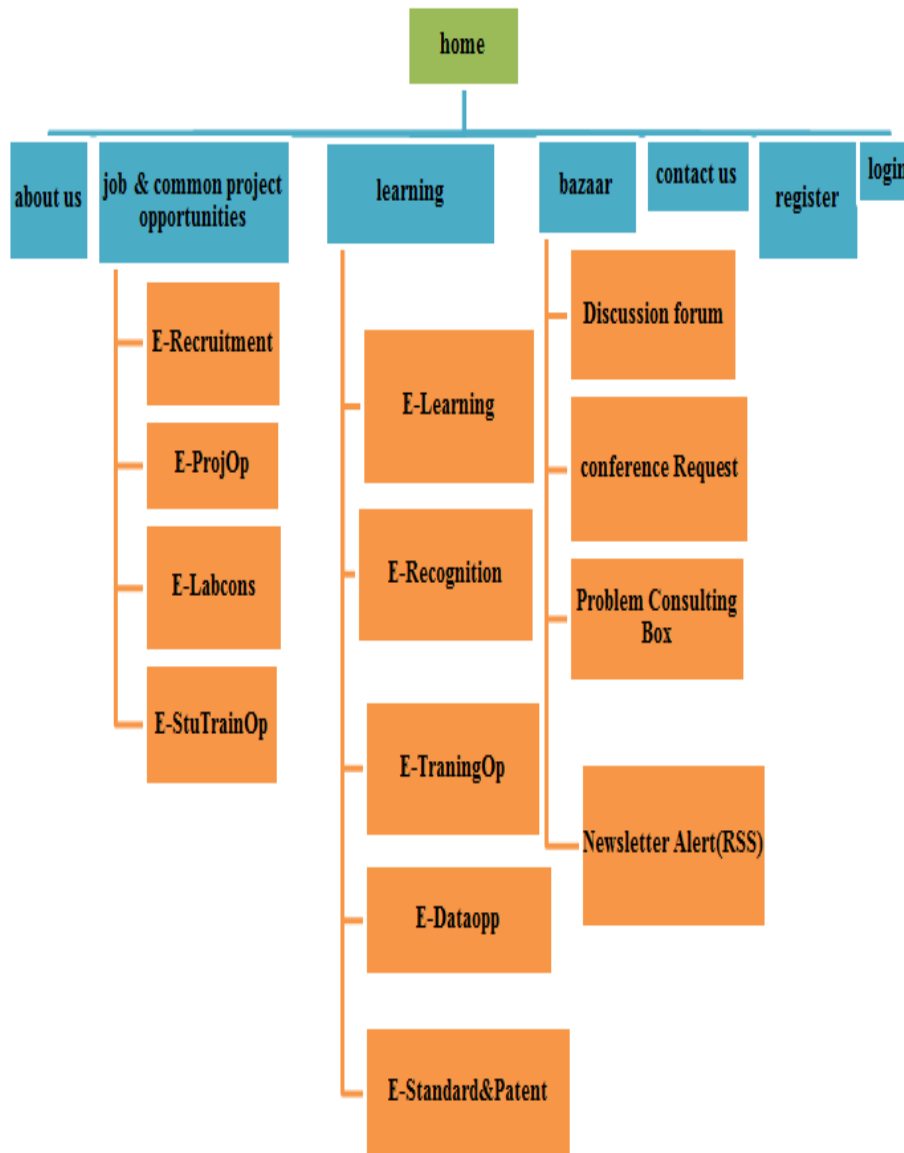 home
about us
job & common project
opportunities
learning
bazaar
contact us
register
login
E-Recruitment
E-ProjOp
E-Labcons
E-StuTrainOp
E-Learning
E-Recognition
E-TraningOp
E-Dataopp
E-Standard&Patent
Discussion forum
conference Request
Problem Consulting
Box
Newsletter Alert(RSS)